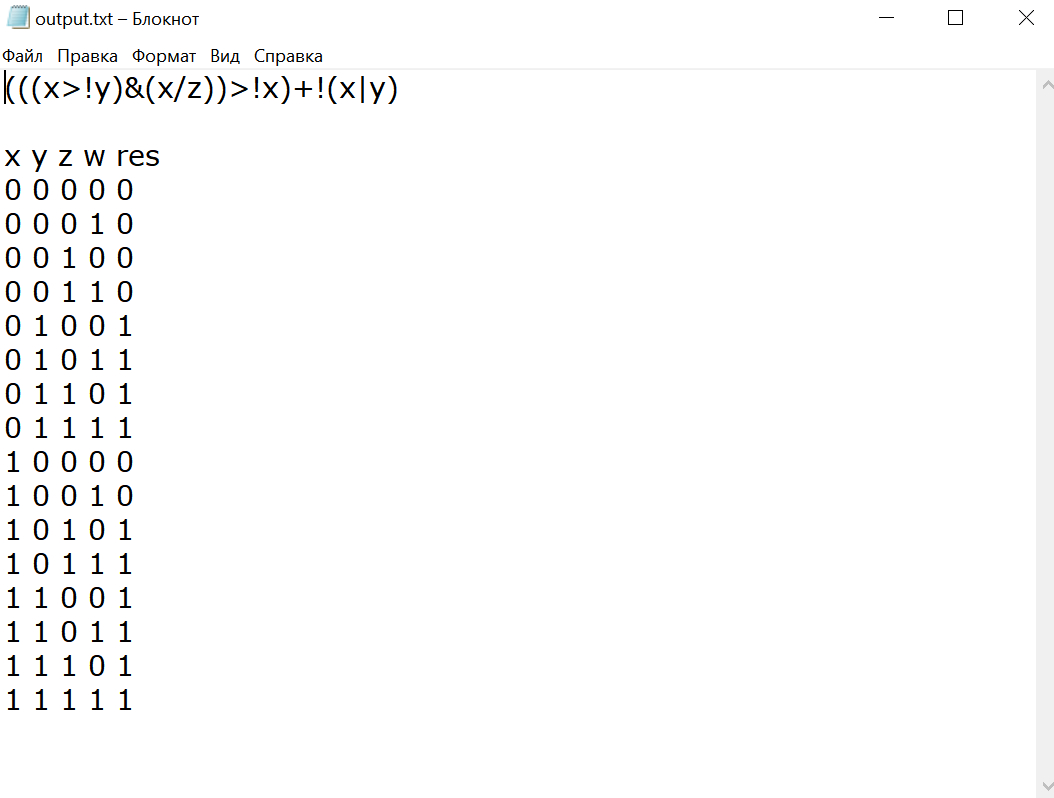 output.txt – Блокнот
Файл Правка Формат Вид Справка
(((x>!y)&(x/z))>!x)+!(x|y)
x y z w res
0 0 0 0 0
0 0 0 1 0
0 0 1 0 0
0 0 1 1 0
0 1 0 0 1
0 1 0 1 1
0 1 1 0 1
0 1 1 1 1
1 0 0 0 0
1 0 0 1 0
1 0 1 0 1
1 0 1 1 1
1 1 0 0 1
1 1 0 1 1
1 1 1 0 1
1 1 1 1 1